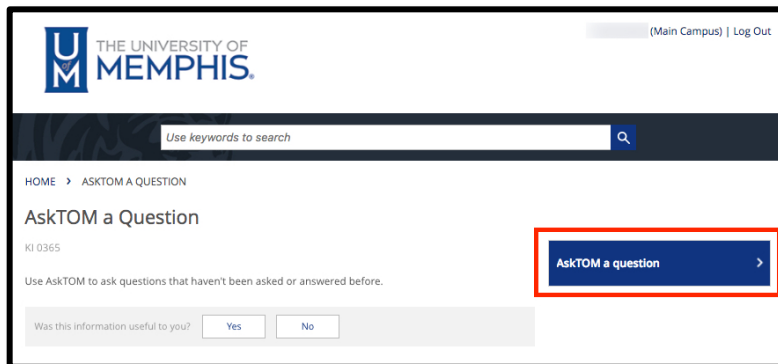 (Main Campus) | Log Out
UofM
THE UNIVERSITY OF
MEMPHIS®
Use keywords to search
HOME > ASKTOM A QUESTION
AskTOM a Question
KI 0365
AskTOM a question >
Use AskTOM to ask questions that haven't been asked or answered before.
Was this information useful to you? Yes No